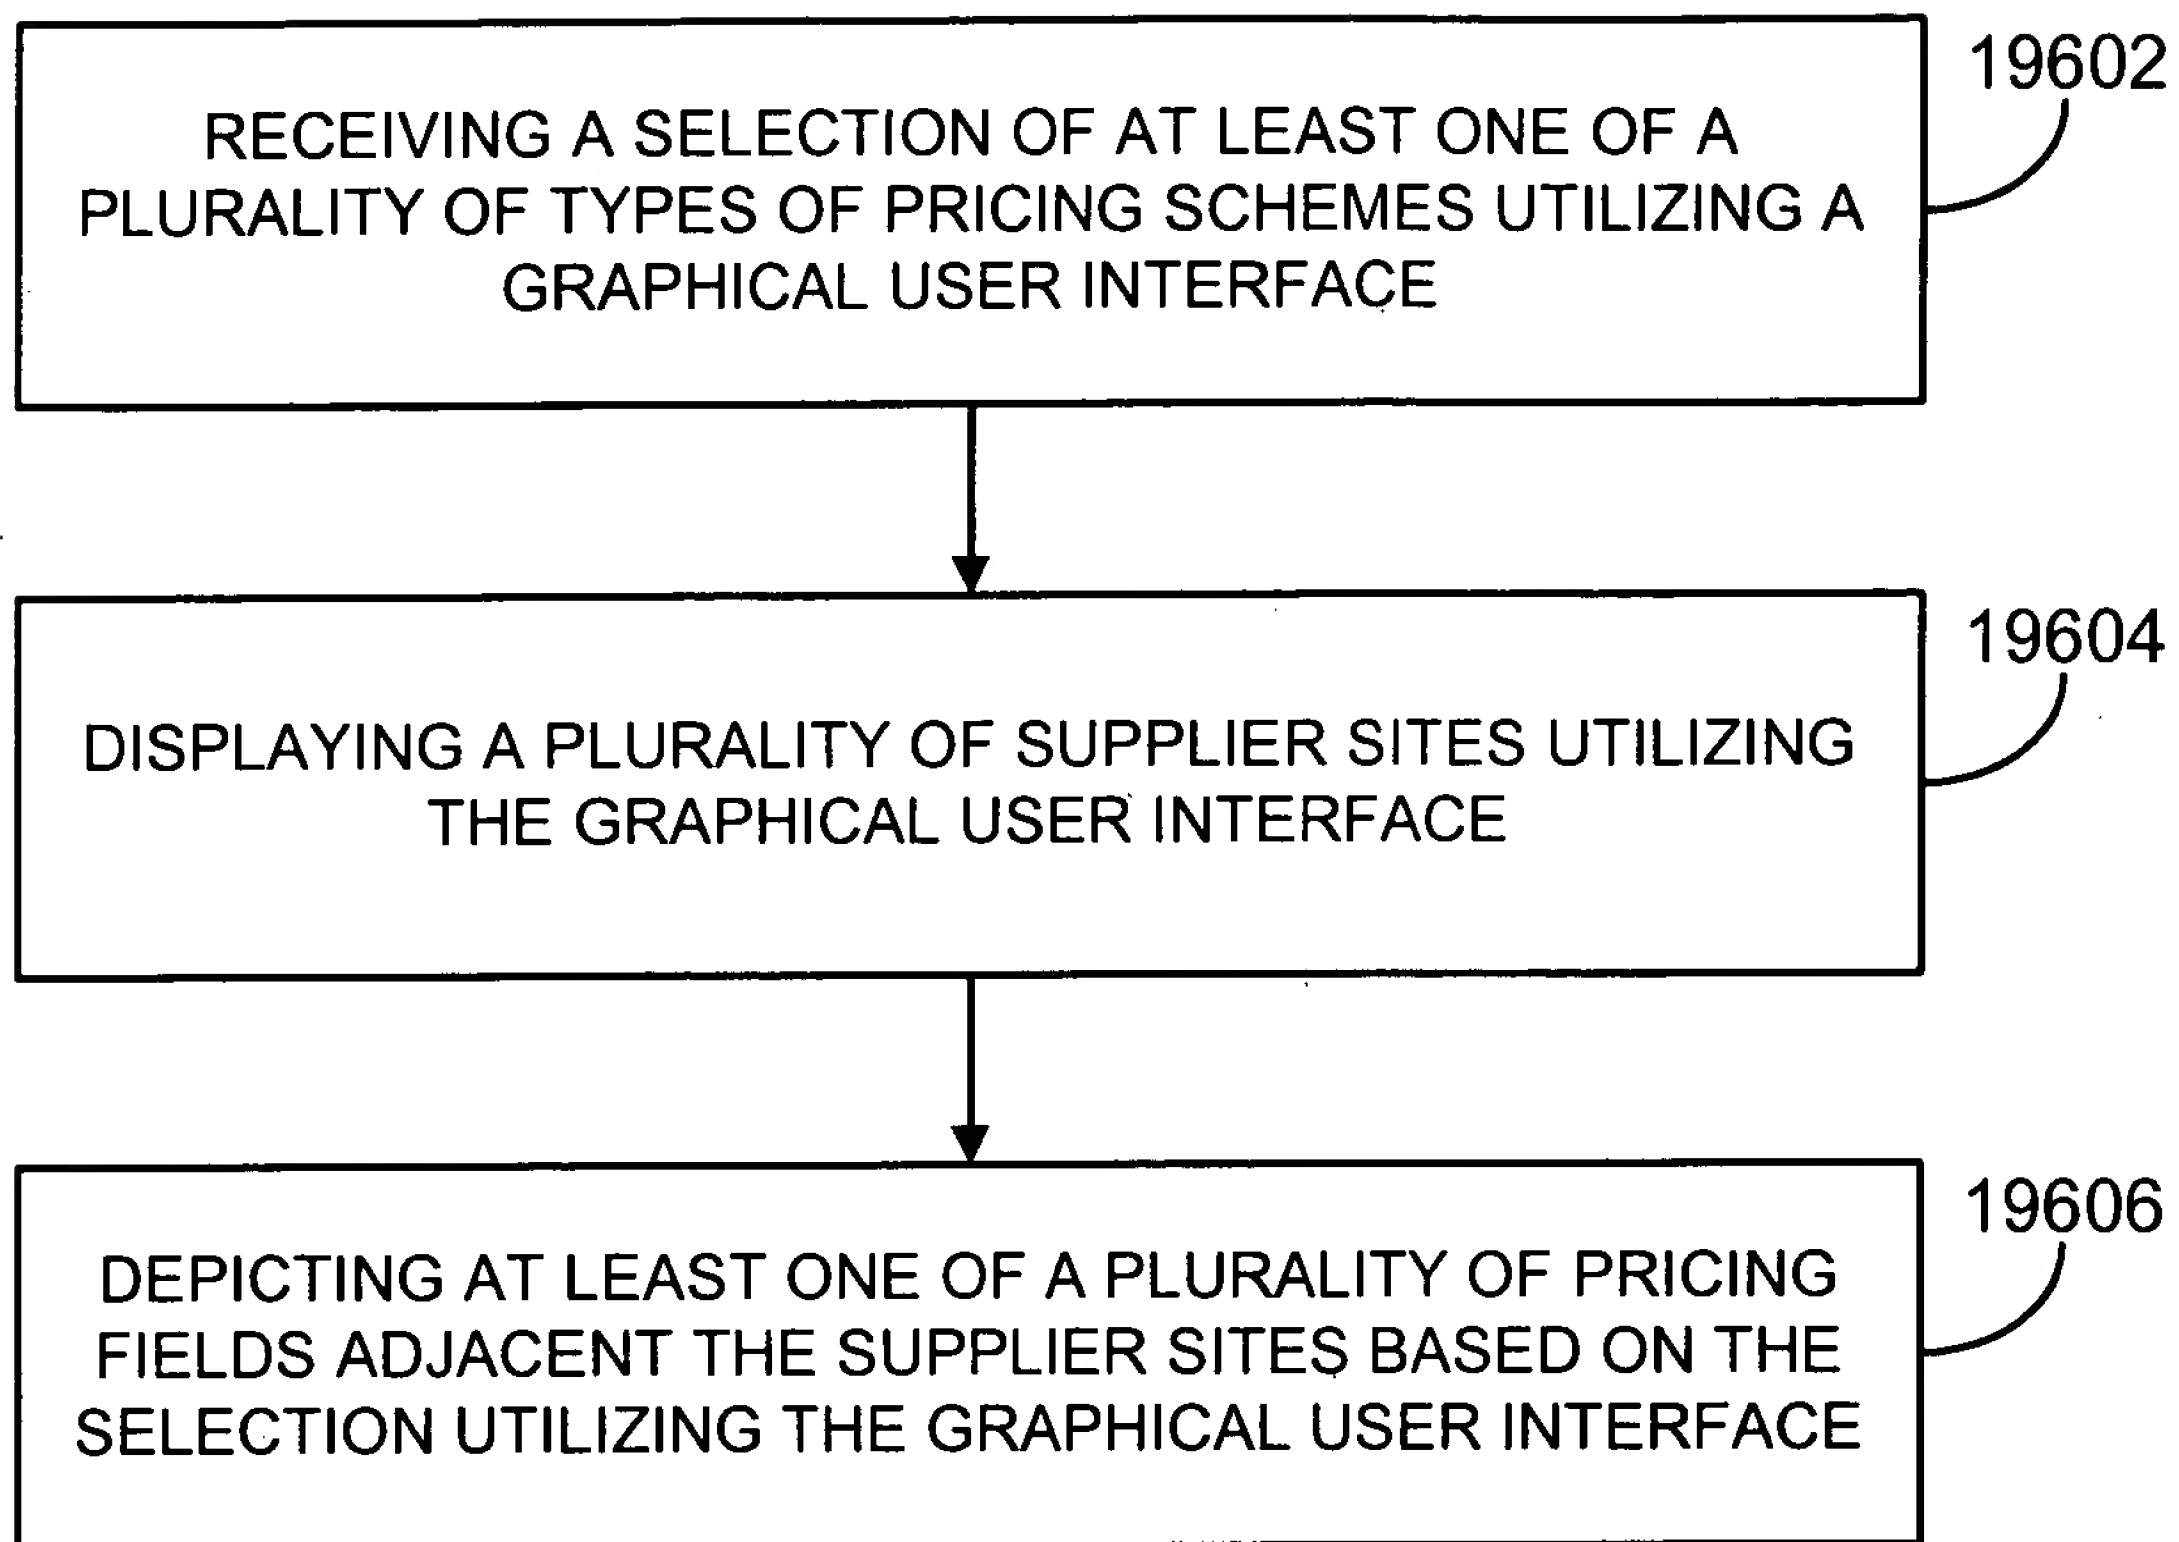 RECEIVING A SELECTION OF AT LEAST ONE OF A
PLURALITY OF TYPES OF PRICING SCHEMES UTILIZING A
GRAPHICAL USER INTERFACE
19602
DISPLAYING A PLURALITY OF SUPPLIER SITES UTILIZING
THE GRAPHICAL USER INTERFACE
19604
DEPICTING AT LEAST ONE OF A PLURALITY OF PRICING
FIELDS ADJACENT THE SUPPLIER SITES BASED ON THE
SELECTION UTILIZING THE GRAPHICAL USER INTERFACE
19606